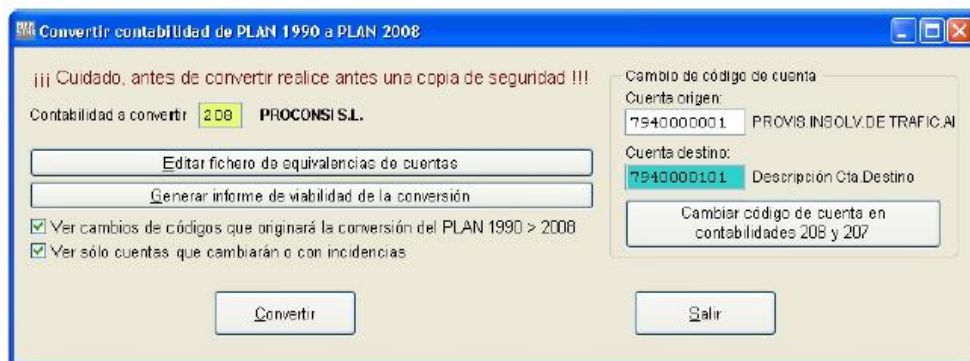 Convertir contabilidad de PLAN 1990 a PLAN 2008
¡¡¡ Cuidado, antes de convertir realice antes una copia de seguridad !!!
Contabilidad a convertir 208 PROCONSI S.L.
Editar fichero de equivalencias de cuentas
Generar informe de viabilidad de la conversión
Ver cambios de códigos que originará la conversión del PLAN 1990 > 2008
Ver sólo cuentas que cambiarán o con incidencias
Convertir
Cambio de código de cuenta
Cuenta origen:
7940000001 PROVIS.INSOLV.DE TRAFIC.AI
Cuenta destino:
7940000101 Descripción Cta.Destino
Cambiar código de cuenta en
contabilidades 208 y 207
Salir